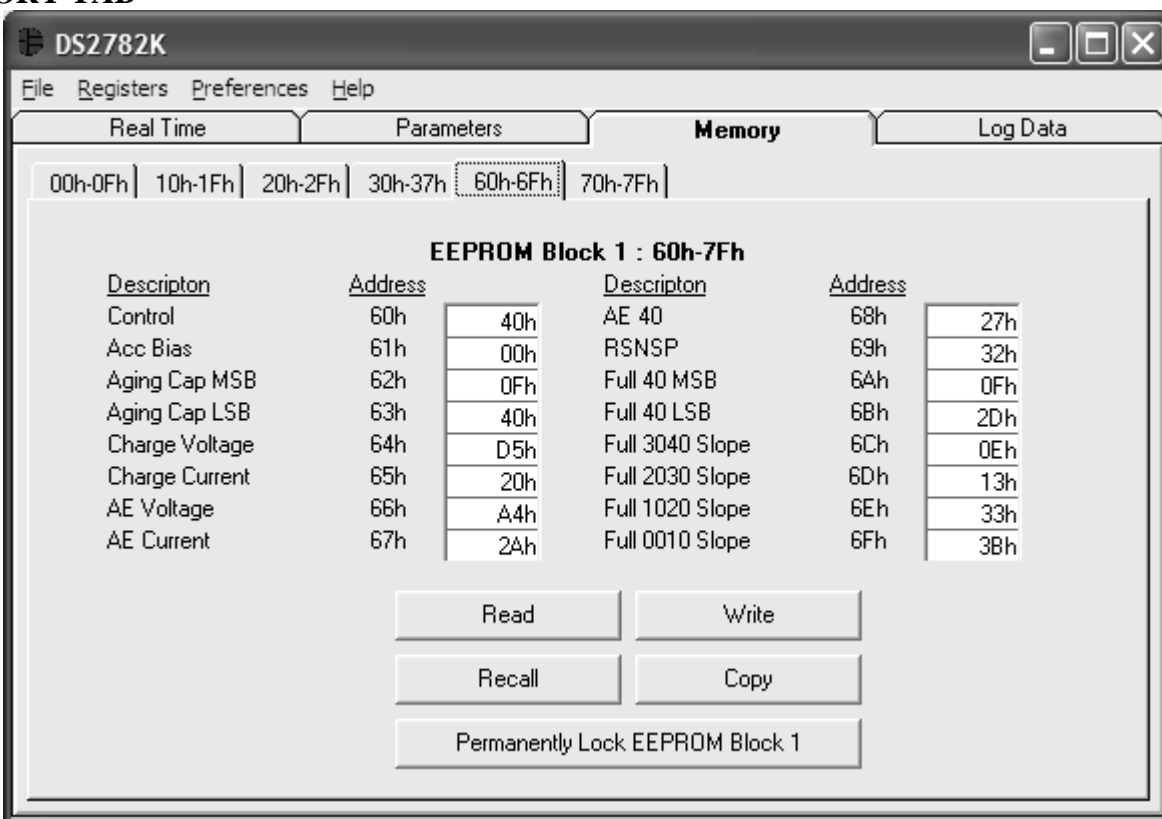 DS2782K
File Registers Preferences Help
Real Time Parameters Memory Log Data
00h-0Fh 10h-1Fh 20h-2Fh 30h-37h 60h-6Fh 70h-7Fh
EEPROM Block 1 : 60h-7Fh
Descripton Address Descripton Address
Control 60h 40h AE 40 68h 27h
Acc Bias 61h 00h RSNSP 69h 32h
Aging Cap MSB 62h 0Fh Full 40 MSB 6Ah 0Fh
Aging Cap LSB 63h 40h Full 40 LSB 6Bh 2Dh
Charge Voltage 64h D5h Full 3040 Slope 6Ch 0Eh
Charge Current 65h 20h Full 2030 Slope 6Dh 13h
AE Voltage 66h A4h Full 1020 Slope 6Eh 33h
AE Current 67h 2Ah Full 0010 Slope 6Fh 3Bh
Read Write
Recall Copy
Permanently Lock EEPROM Block 1